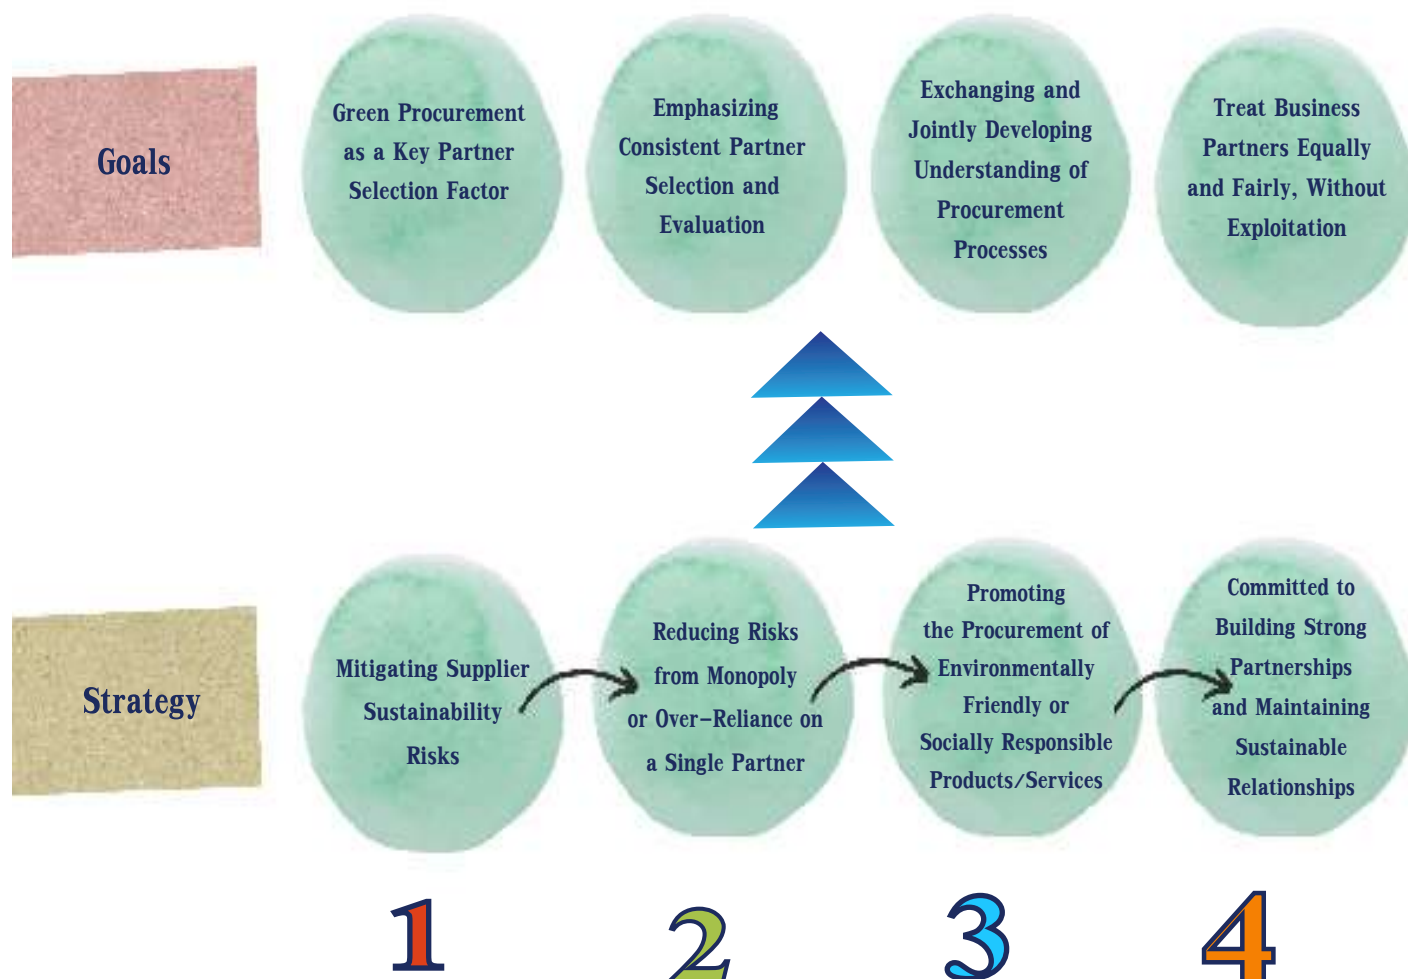 Goals
Green Procurement
as a Key Partner
Selection Factor
Emphasizing
Consistent Partner
Selection and
Evaluation
Exchanging and
Jointly Developing
Understanding of
Procurement
Processes
Treat Business
Partners Equally
and Fairly, Without
Exploitation
Strategy
Mitigating Supplier
Sustainability
Risks
Reducing Risks
from Monopoly
or Over-Reliance on
a Single Partner
Promoting
the Procurement of
Environmentally
Friendly or
Socially Responsible
Products/Services
Committed to
Building Strong
Partnerships
and Maintaining
Sustainable
Relationships
1
2
3
4